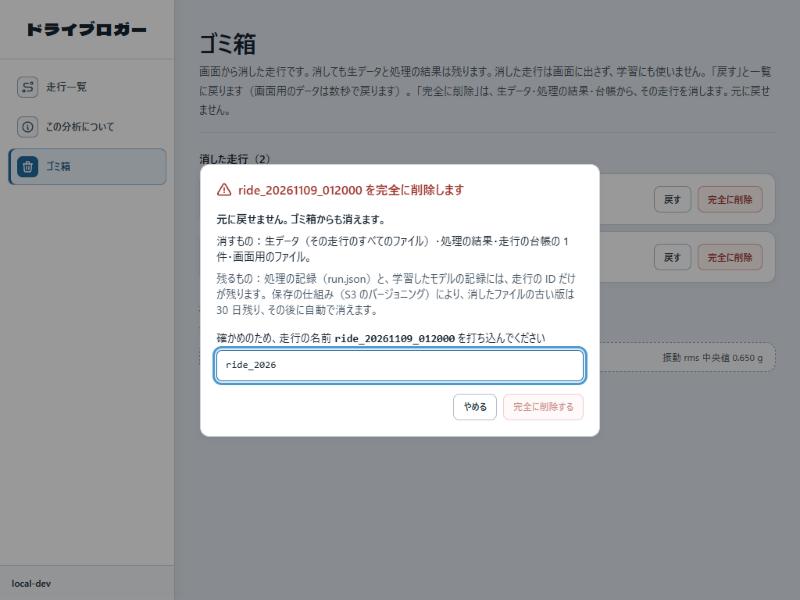 ドライブロガー
走行一覧
この分析について
ゴミ箱
local-dev
ゴミ箱
画面から消した走行です。消しても生データと処理の結果は残ります。消した走行は画面に出さず、学習にも使いません。「戻す」と一覧
に戻ります（画面用のデータは数秒で戻ります）。「完全に削除」は、生データ・処理の結果・台帳から、その走行を消します。元に戻せ
ません。
消した走行（2）
戻す 完全に削除
戻す 完全に削除
振動 rms 中央値 0.650 g
ride_20261109_012000 を完全に削除します
元に戻せません。ゴミ箱からも消えます。
消すもの：生データ（その走行のすべてのファイル）・処理の結果・走行の台帳の 1
件・画面用のファイル。
残るもの：処理の記録（run.json）と、学習したモデルの記録には、走行の ID だけ
が残ります。保存の仕組み（S3 のバージョニング）により、消したファイルの古い版は
30 日残り、その後に自動で消えます。
確かめのため、走行の名前 ride_20261109_012000 を打ち込んでください
ride_2026
やめる 完全に削除する